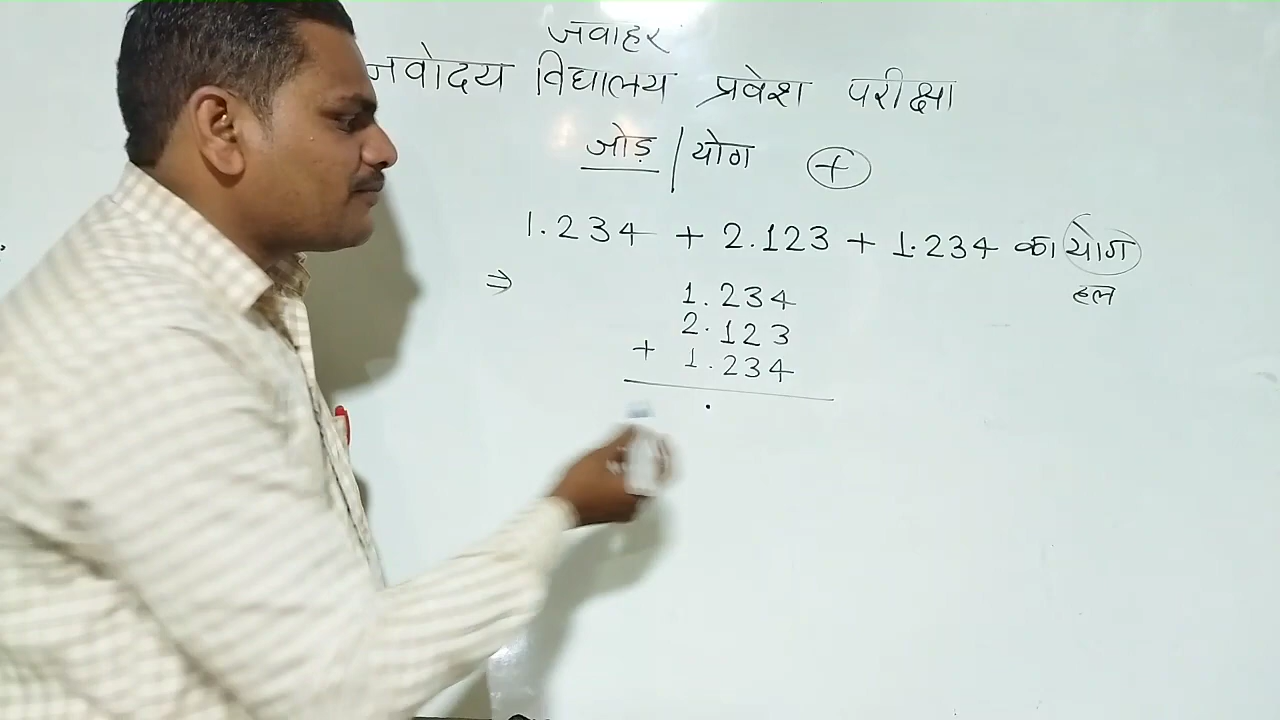 जवाहर
नवोदय विद्यालय प्रवेश परीक्षा
जोड़ / योग +
1.234 + 2.123 + 1.234 का योग
हल
⇒ 1.234
2.123
+ 1.234
.